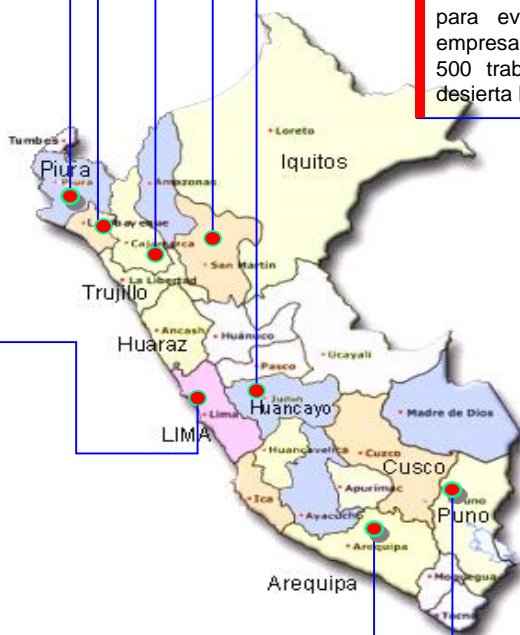 para ev
empresa
500 trab
desierta
Loreto
Iquitos
Tumbes
Piura
Piura
Amazonas
Cajamarca
San Martin
La Libertad
Trujillo
Ancash
Huánuco
Huaraz
Ucayali
Pasco
Junin
Huancayo
Lima
LIMA
Madre de Dios
Huancavelica
Cuzco
Cusco
Apurimac
Ica
Ayacucho
Puno
Arequipa
Arequipa
Moquegua
Tacna